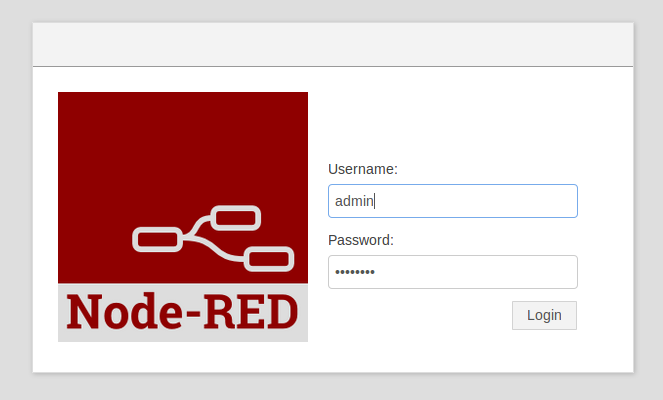 Node-RED
Username:
admin
Password:
••••••••
Login